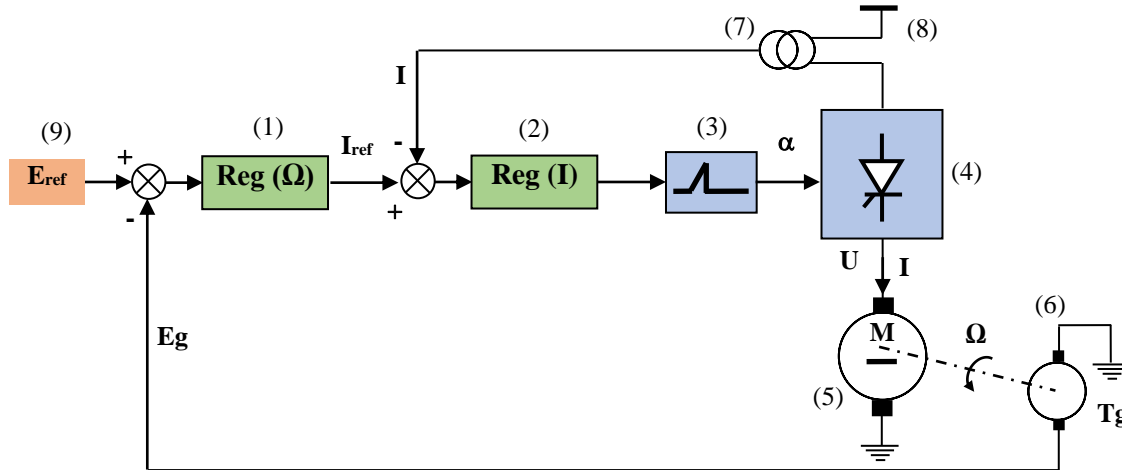 (7)
(8)
I
(9)
(1)
(2)
(3)
α
(4)
+
Iref
-
Eref
Reg (Ω)
Reg (I)
-
+
U
I
(6)
Eg
M
Ω
(5)
Tg